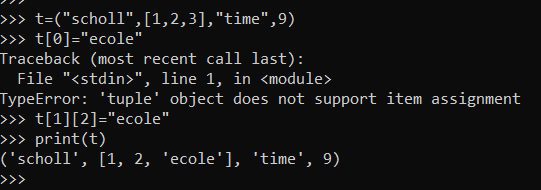 >>> t=("scholl",[1,2,3],"time",9)
>>> t[0]="ecole"
Traceback (most recent call last):
  File "<stdin>", line 1, in <module>
TypeError: 'tuple' object does not support item assignment
>>> t[1][2]="ecole"
>>> print(t)
('scholl', [1, 2, 'ecole'], 'time', 9)
>>>